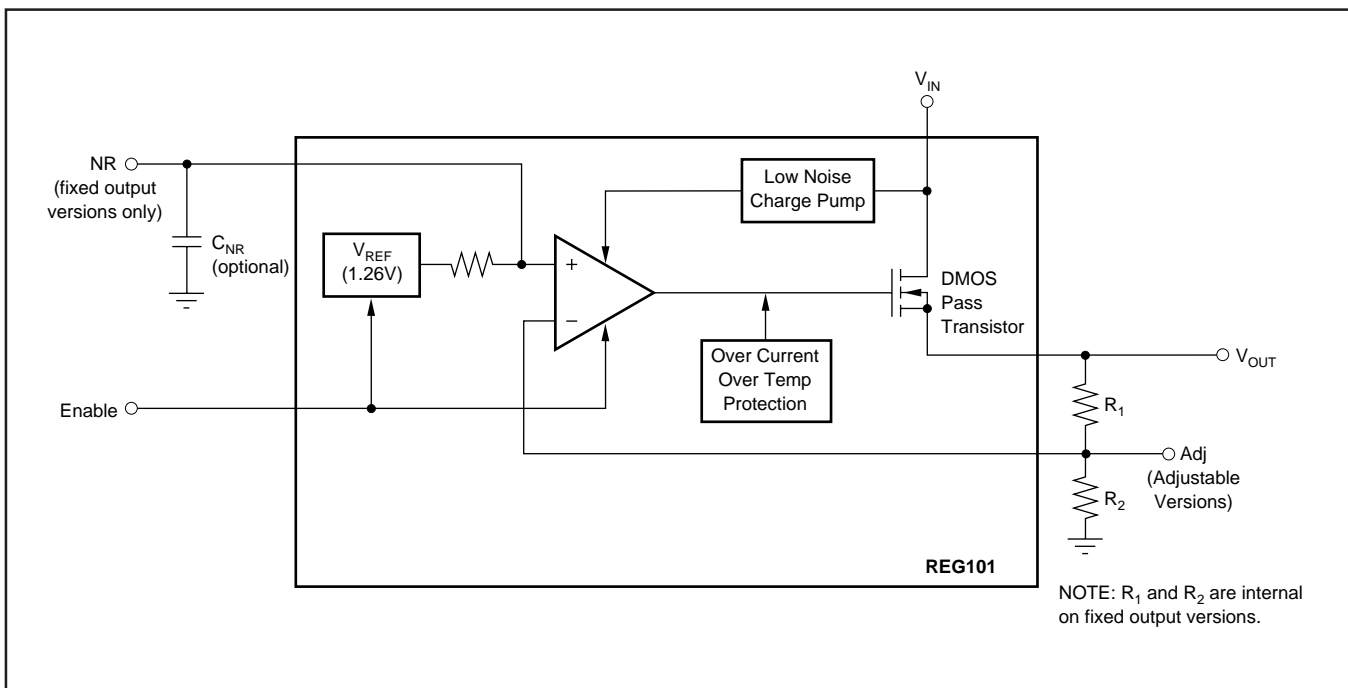 V_IN
NR
(fixed output
versions only)
C_NR
(optional)
Low Noise
Charge Pump
V_REF
(1.26V)
+
–
DMOS
Pass
Transistor
Over Current
Over Temp
Protection
V_OUT
R_1
Enable
Adj
(Adjustable
Versions)
R_2
REG101
NOTE: R_1 and R_2 are internal
on fixed output versions.